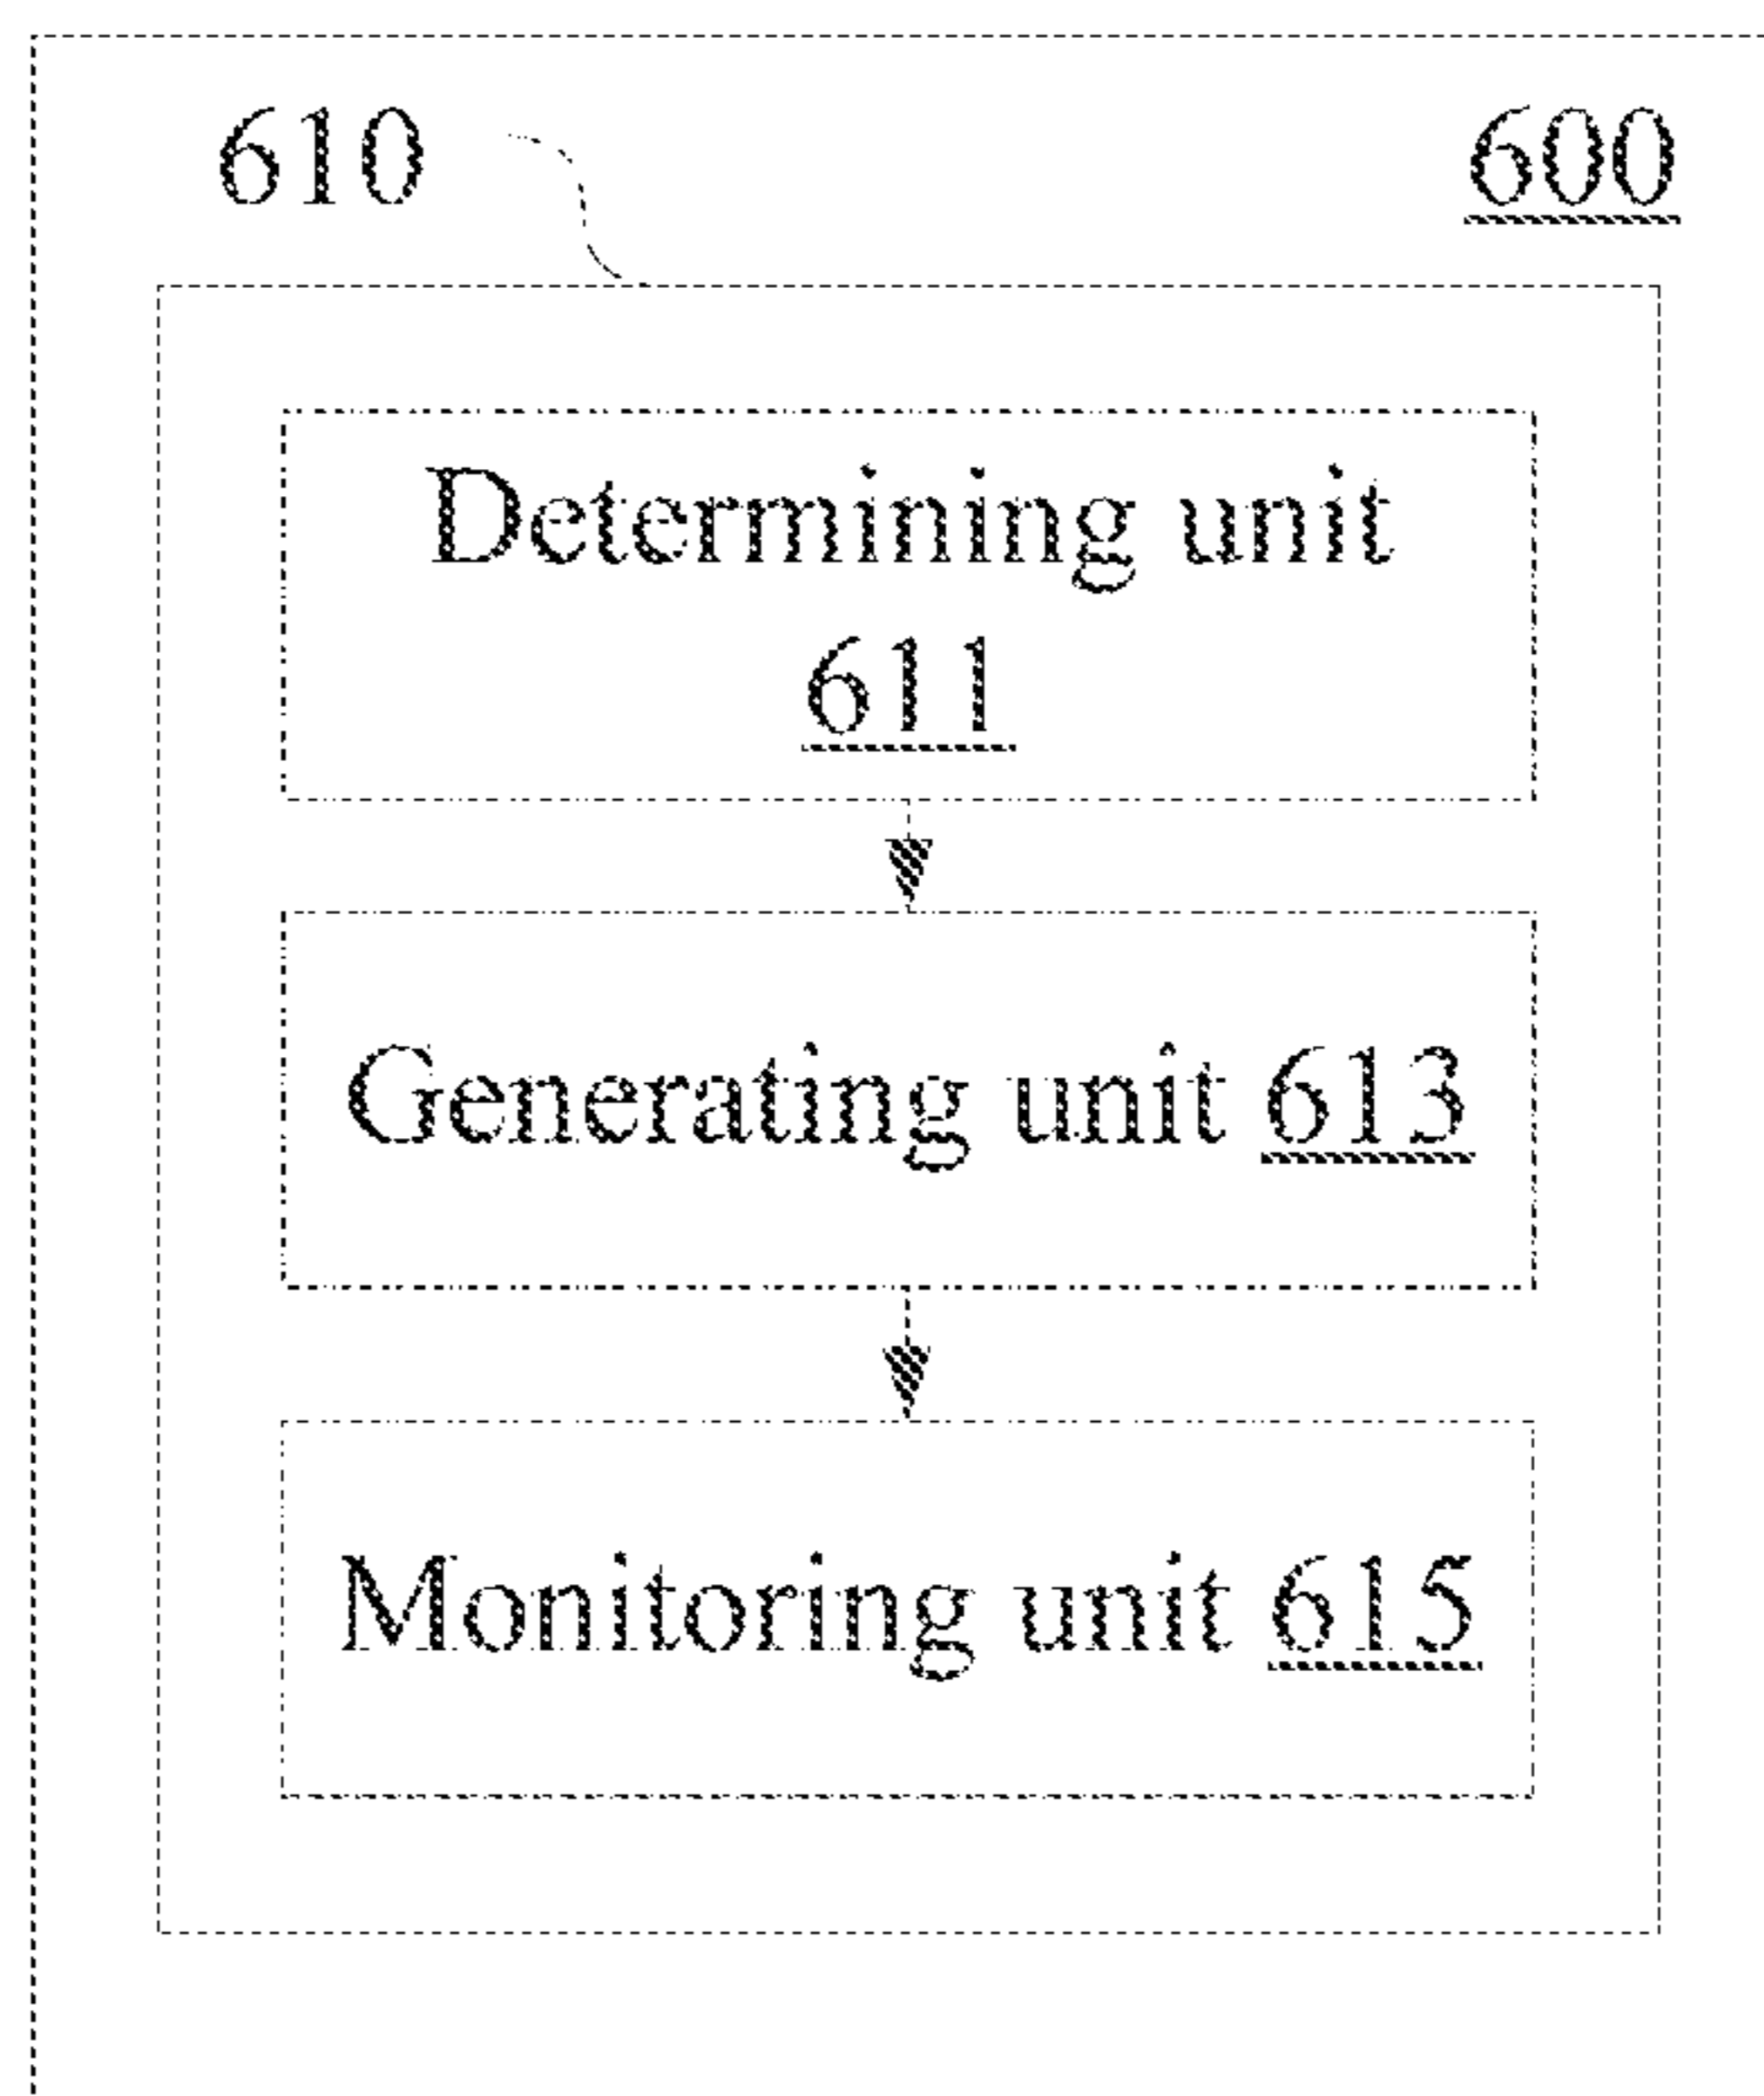 610
600
Determining unit
611
Generating unit 613
Monitoring unit 615